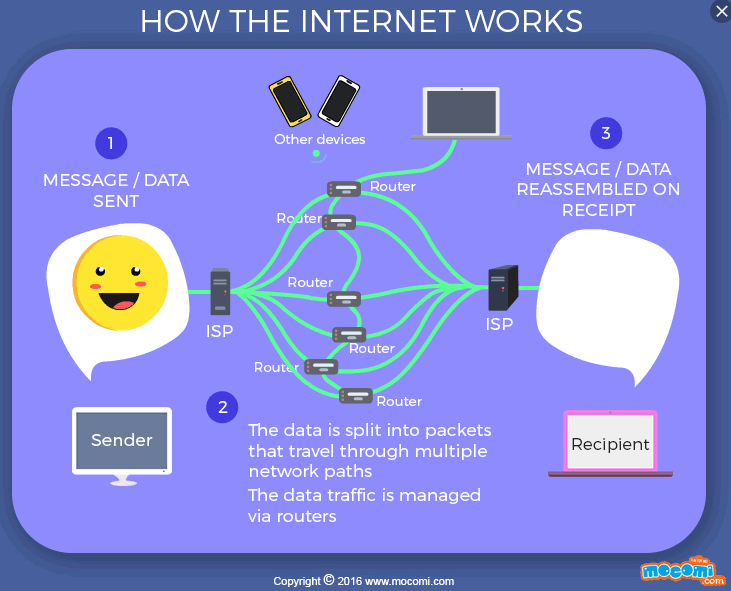 HOW THE INTERNET WORKS
1
MESSAGE / DATA
SENT
Other devices
3
MESSAGE / DATA
REASSEMBLED ON
RECEIPT
Router
Router
Router
Router
Router
Router
ISP
ISP
Sender
2
The data is split into packets
that travel through multiple
network paths
The data traffic is managed
via routers
Recipient
mocomi
.com
Copyright © 2016 www.mocomi.com